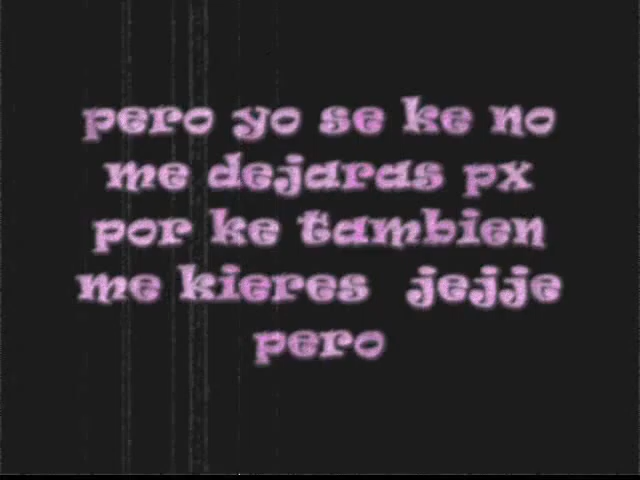 pero yo se ke no
me dejaras px
por ke tambien
me kieres jejje
pero